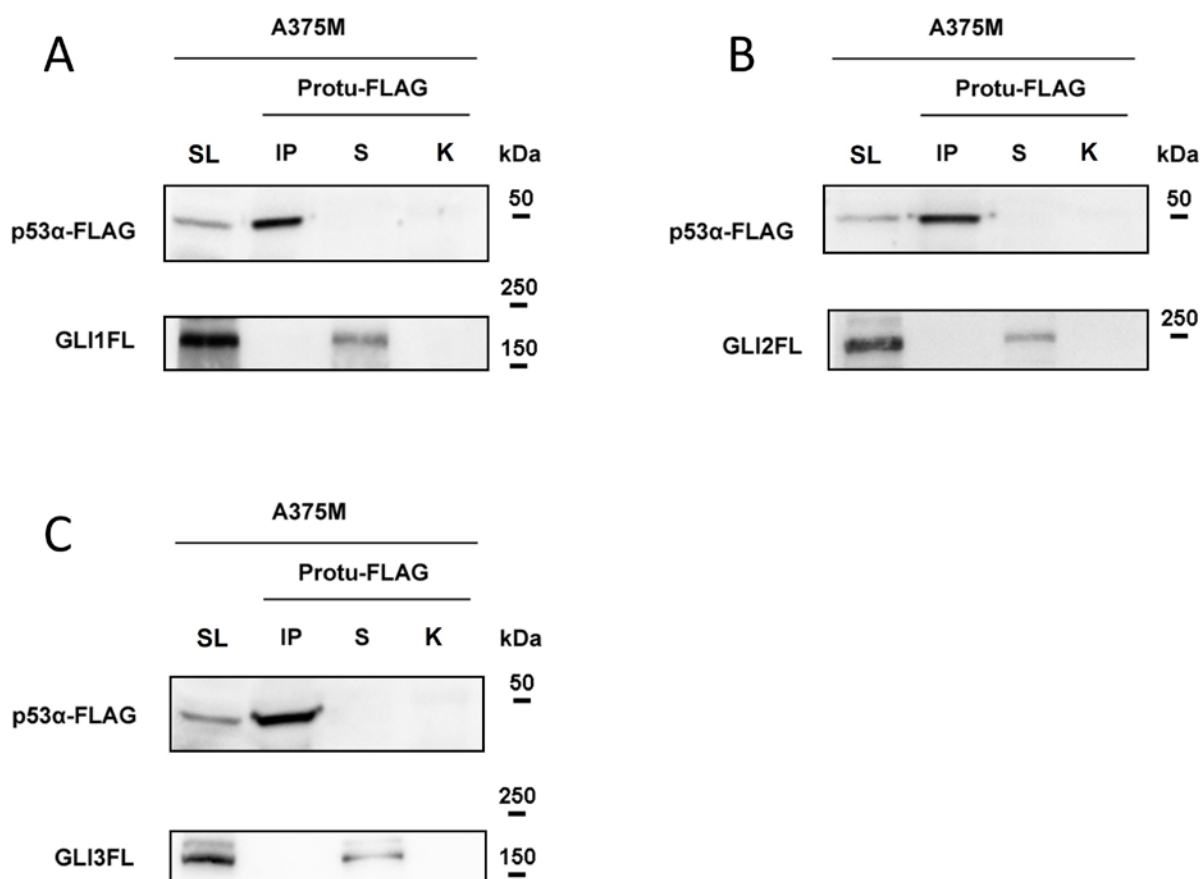 A
A375M
Protu-FLAG
SL IP S K kDa
p53α-FLAG
50
250
GLI1FL
150
B
A375M
Protu-FLAG
SL IP S K kDa
p53α-FLAG
50
GLI2FL
250
C
A375M
Protu-FLAG
SL IP S K kDa
p53α-FLAG
50
250
GLI3FL
150